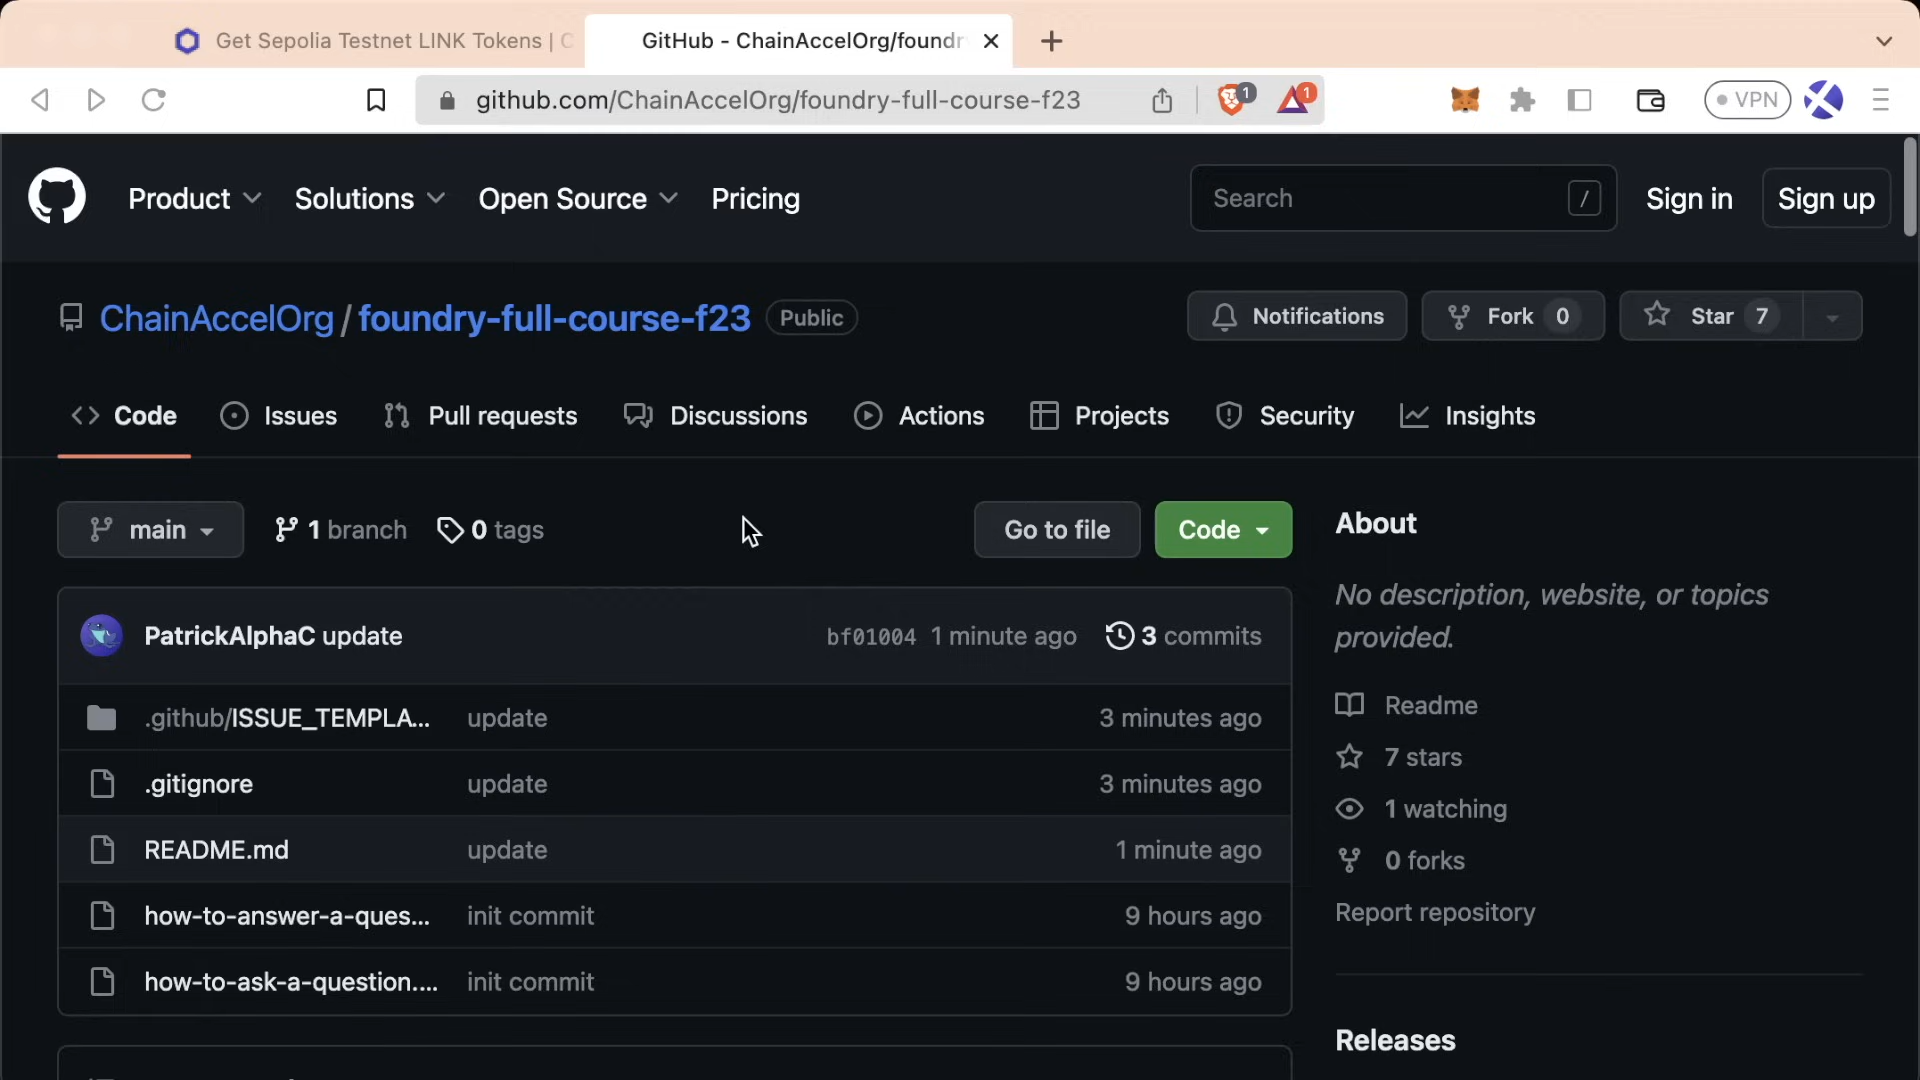 Get Sepolia Testnet LINK Tokens | C
GitHub - ChainAccelOrg/foundr
github.com/ChainAccelOrg/foundry-full-course-f23
1
1
VPN
Product
Solutions
Open Source
Pricing
Search
/
Sign in
Sign up
ChainAccelOrg / foundry-full-course-f23
Public
Notifications
Fork 0
Star 7
Code
Issues
Pull requests
Discussions
Actions
Projects
Security
Insights
main
1 branch
0 tags
Go to file
Code
About
No description, website, or topics
provided.
PatrickAlphaC update
bf01004 1 minute ago
3 commits
.github/ISSUE_TEMPLA...
update
3 minutes ago
.gitignore
update
3 minutes ago
README.md
update
1 minute ago
how-to-answer-a-ques...
init commit
9 hours ago
how-to-ask-a-question....
init commit
9 hours ago
Readme
7 stars
1 watching
0 forks
Report repository
Releases